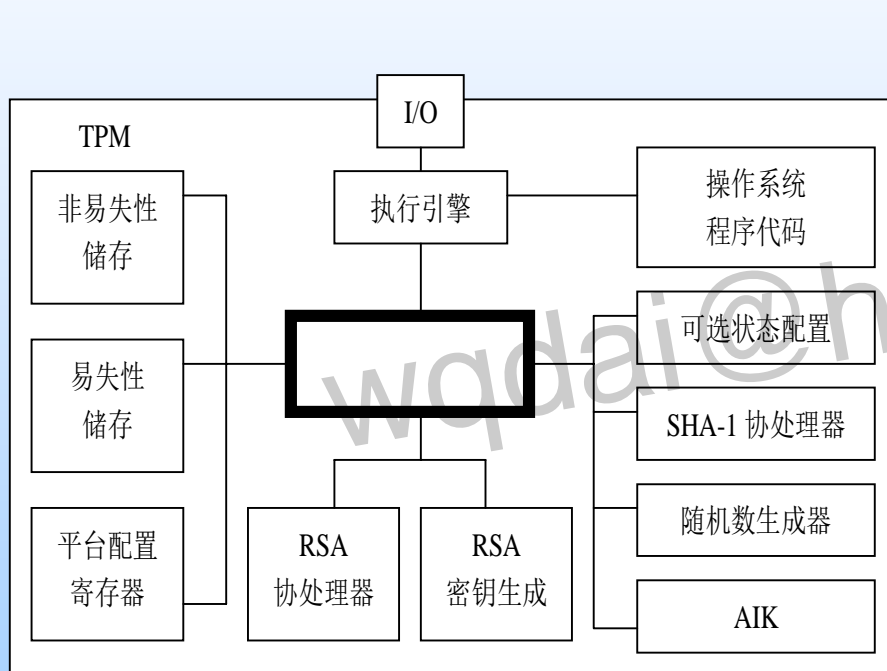 I/O
TPM
非易失性
储存
执行引擎
操作系统
程序代码
可选状态配置
易失性
储存
SHA-1 协处理器
随机数生成器
平台配置
寄存器
RSA
协处理器
RSA
密钥生成
AIK
wqdai@h